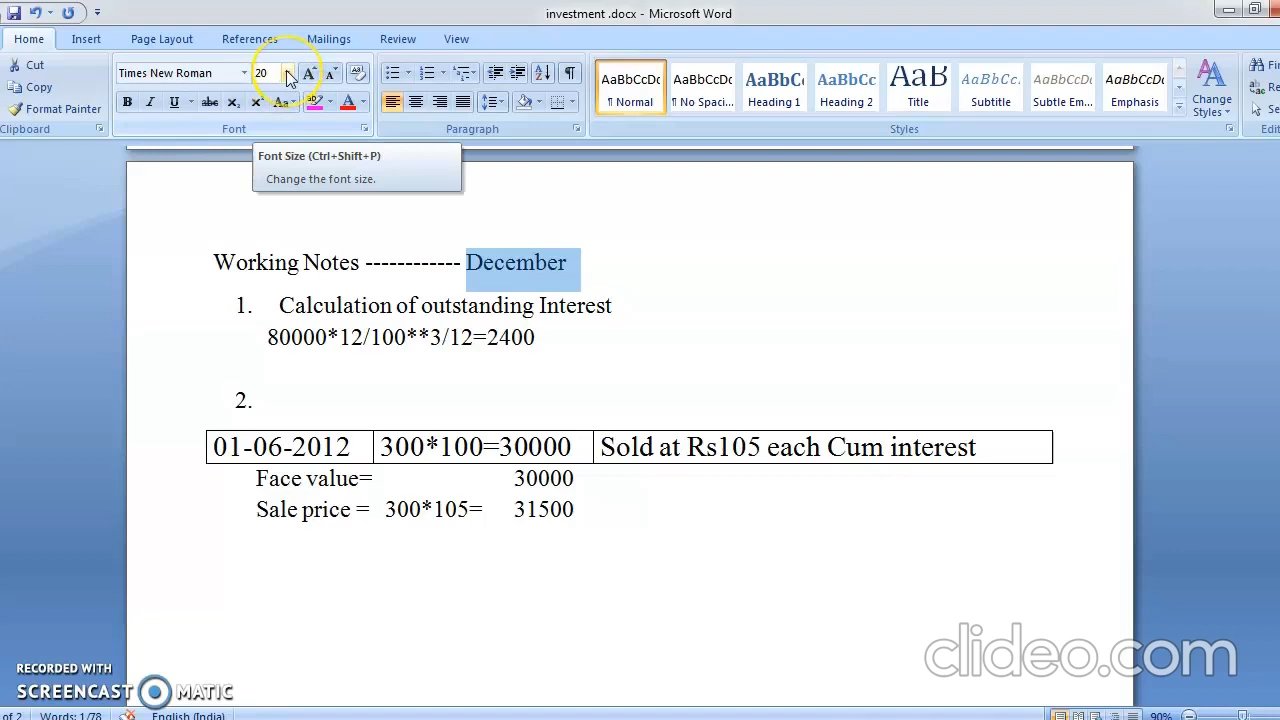 investment .docx - Microsoft Word
Home Insert Page Layout References Mailings Review View
Cut
Copy
Format Painter
Clipboard
Times New Roman 20
Font
Paragraph
AaBbCcDc AaBbCcDc AaBbC AaBbCc AaB AaBbCc. AaBbCcDc AaBbCcDc
¶ Normal ¶ No Spaci... Heading 1 Heading 2 Title Subtitle Subtle Em... Emphasis
Change
Styles
Styles
Font Size (Ctrl+Shift+P)
Change the font size.
Working Notes ------------ December
1. Calculation of outstanding Interest
80000*12/100**3/12=2400
2.
01-06-2012 300*100=30000 Sold at Rs105 each Cum interest
Face value= 30000
Sale price = 300*105= 31500
clideo.com
RECORDED WITH
SCREENCAST MATIC
of 2 Words: 1/78 English (India) 90%